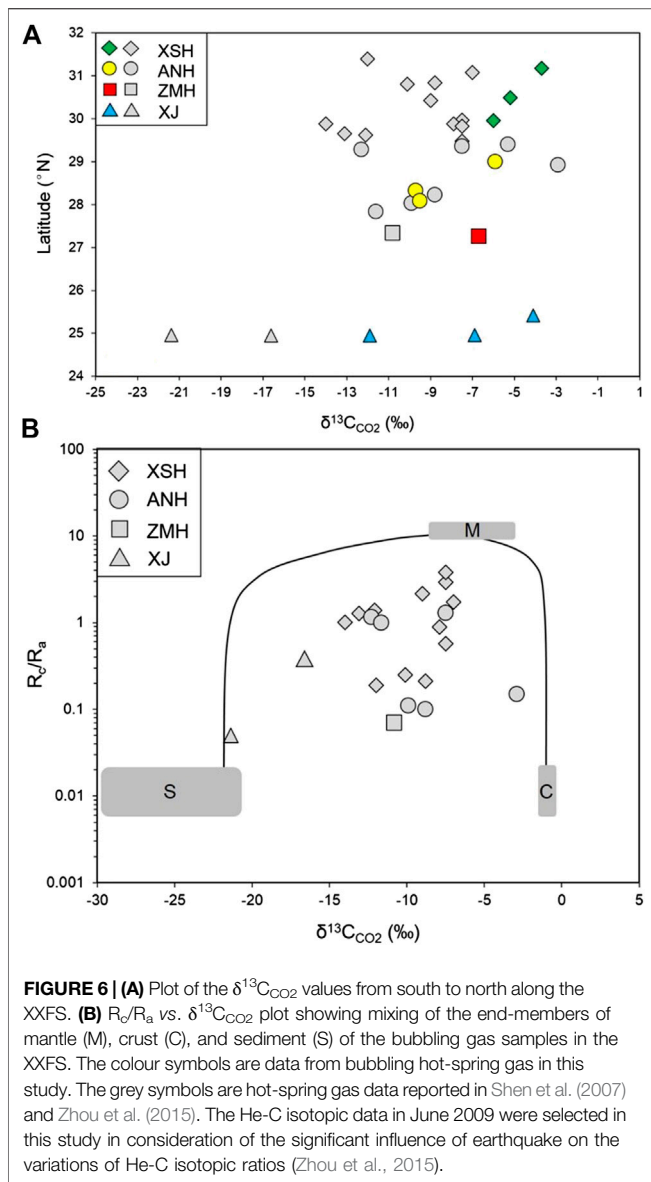 A
32
31
30
29
28
27
26
25
24
Latitude (°N)
XSH
ANH
ZMH
XJ
-25 -23 -21 -19 -17 -15 -13 -11 -9 -7 -5 -3 -1 1
δ13CCO2 (‰)
B
100
10
1
0.1
0.01
0.001
Rc/Ra
XSH
ANH
ZMH
XJ
M
S
C
-30 -25 -20 -15 -10 -5 0 5
δ13CCO2 (‰)
FIGURE 6 | (A) Plot of the δ13CCO2 values from south to north along the
XXFS. (B) Rc/Ra vs. δ13CCO2 plot showing mixing of the end-members of
mantle (M), crust (C), and sediment (S) of the bubbling gas samples in the
XXFS. The colour symbols are data from bubbling hot-spring gas in this
study. The grey symbols are hot-spring gas data reported in Shen et al. (2007)
and Zhou et al. (2015). The He-C isotopic data in June 2009 were selected in
this study in consideration of the significant influence of earthquake on the
variations of He-C isotopic ratios (Zhou et al., 2015).